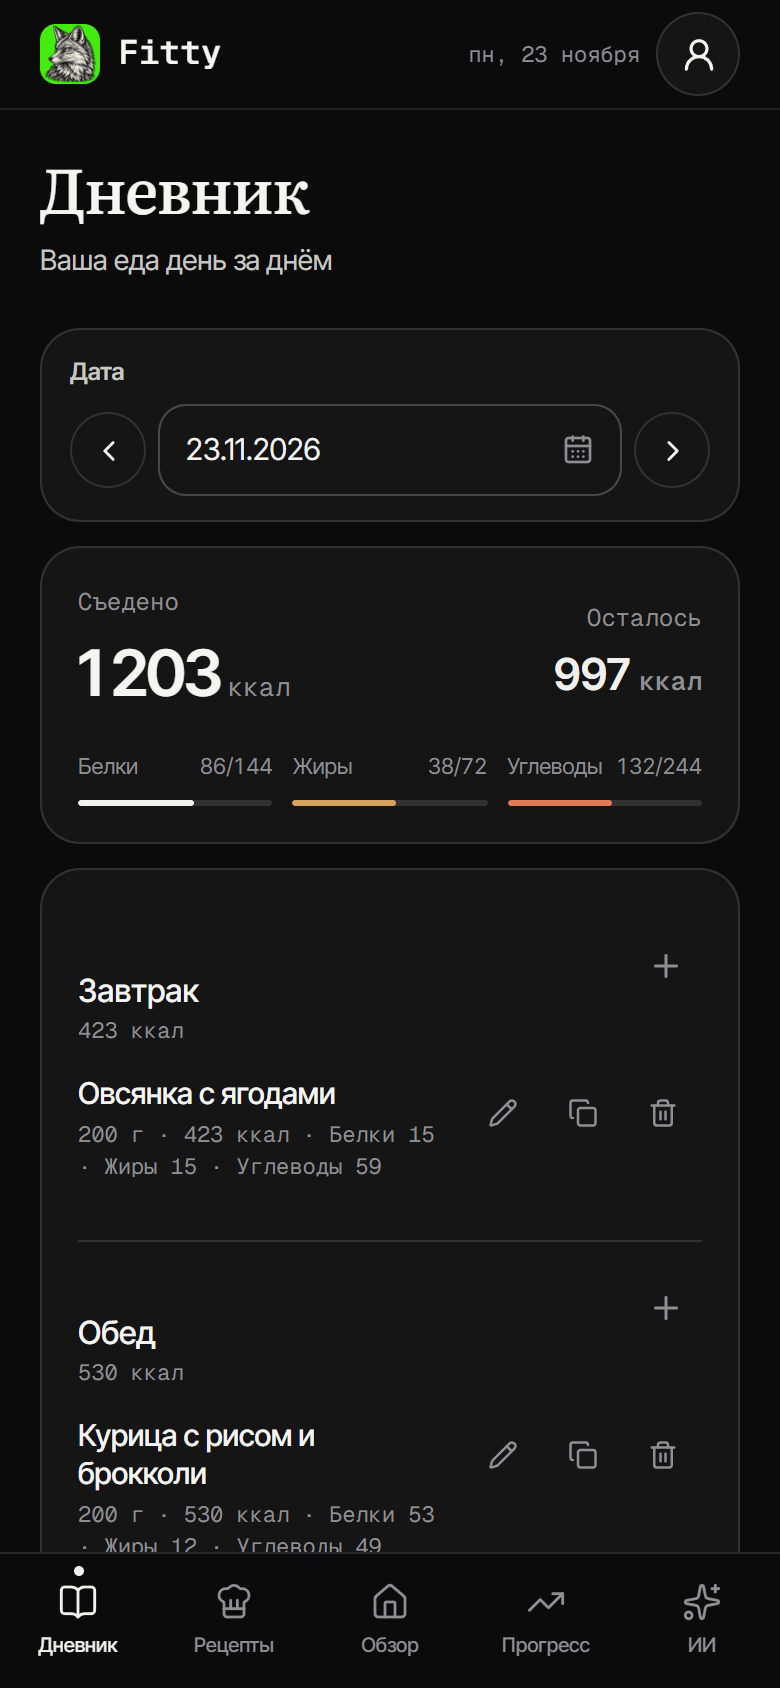 Fitty
пн, 23 ноября
Дневник
Ваша еда день за днём
Дата
23.11.2026
Съедено
1203 ккал
Осталось
997 ккал
Белки 86/144
Жиры 38/72
Углеводы 132/244
Завтрак
423 ккал
Овсянка с ягодами
200 г · 423 ккал · Белки 15
· Жиры 15 · Углеводы 59
Обед
530 ккал
Курица с рисом и
брокколи
200 г · 530 ккал · Белки 53
· Жиры 12 · Углеводы 49
Дневник
Рецепты
Обзор
Прогресс
ИИ